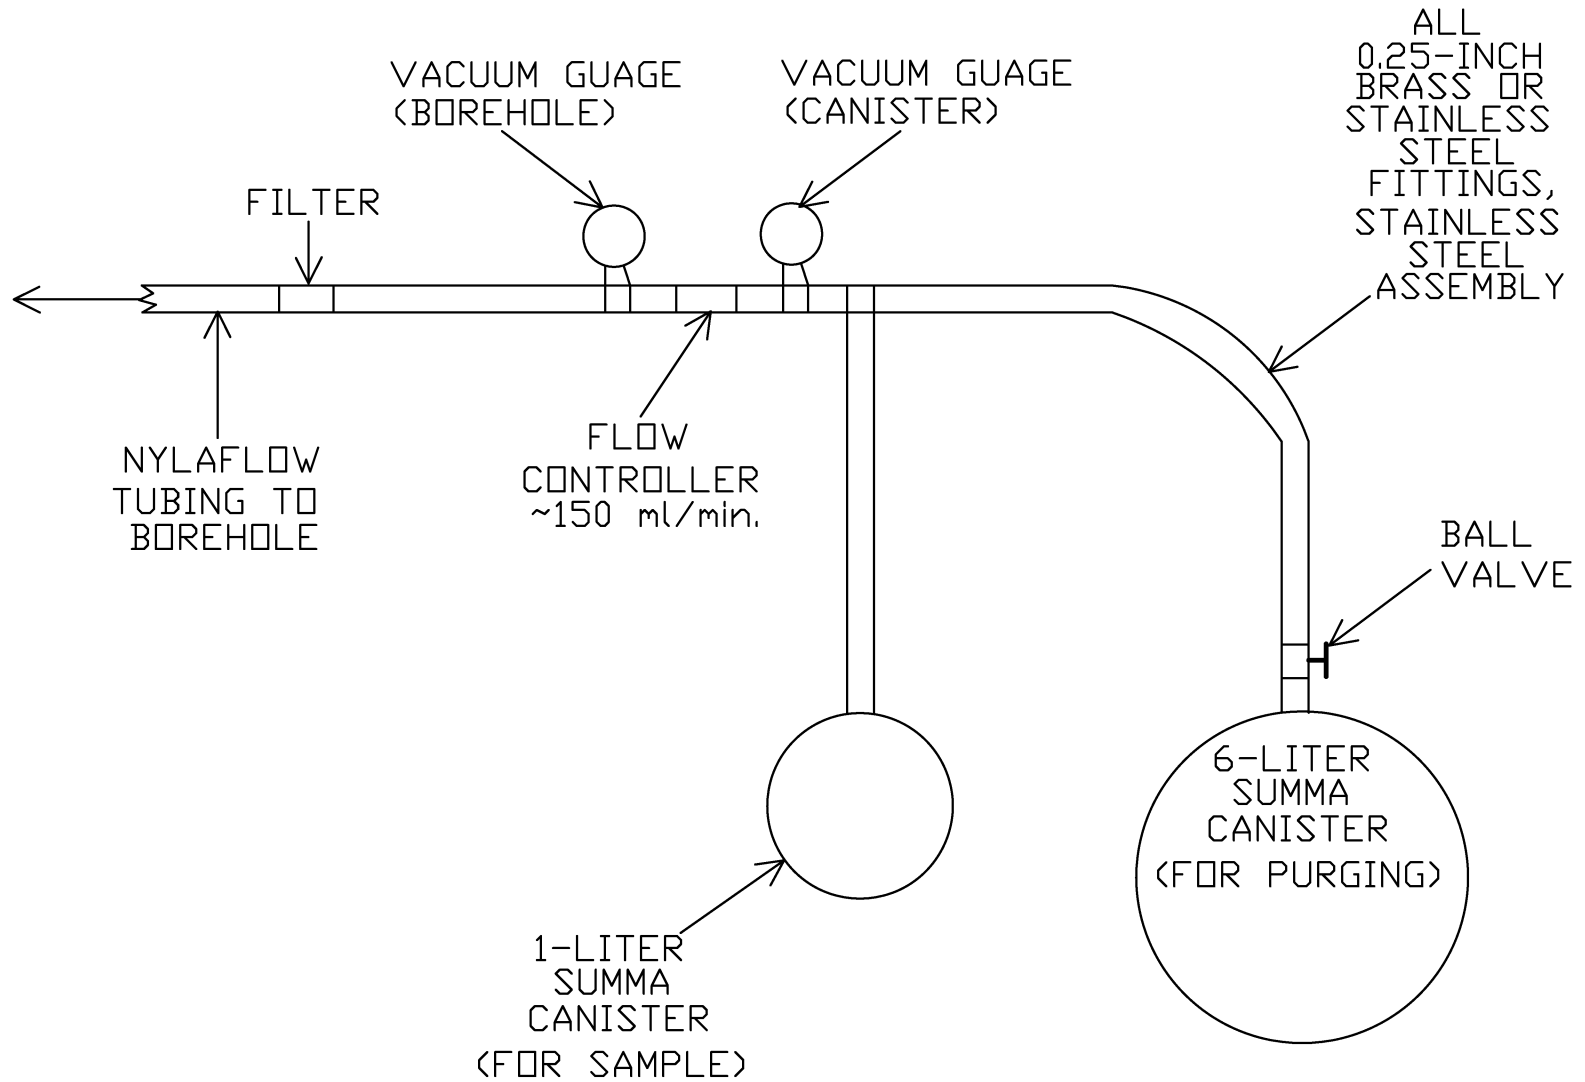 VACUUM GUAGE
(BOREHOLE)
VACUUM GUAGE
(CANISTER)
ALL
0.25-INCH
BRASS OR
STAINLESS
STEEL
FITTINGS,
STAINLESS
STEEL
ASSEMBLY
FILTER
NYLAFLOW
TUBING TO
BOREHOLE
FLOW
CONTROLLER
~150 ml/min.
BALL
VALVE
6-LITER
SUMMA
CANISTER
(FOR PURGING)
1-LITER
SUMMA
CANISTER
(FOR SAMPLE)